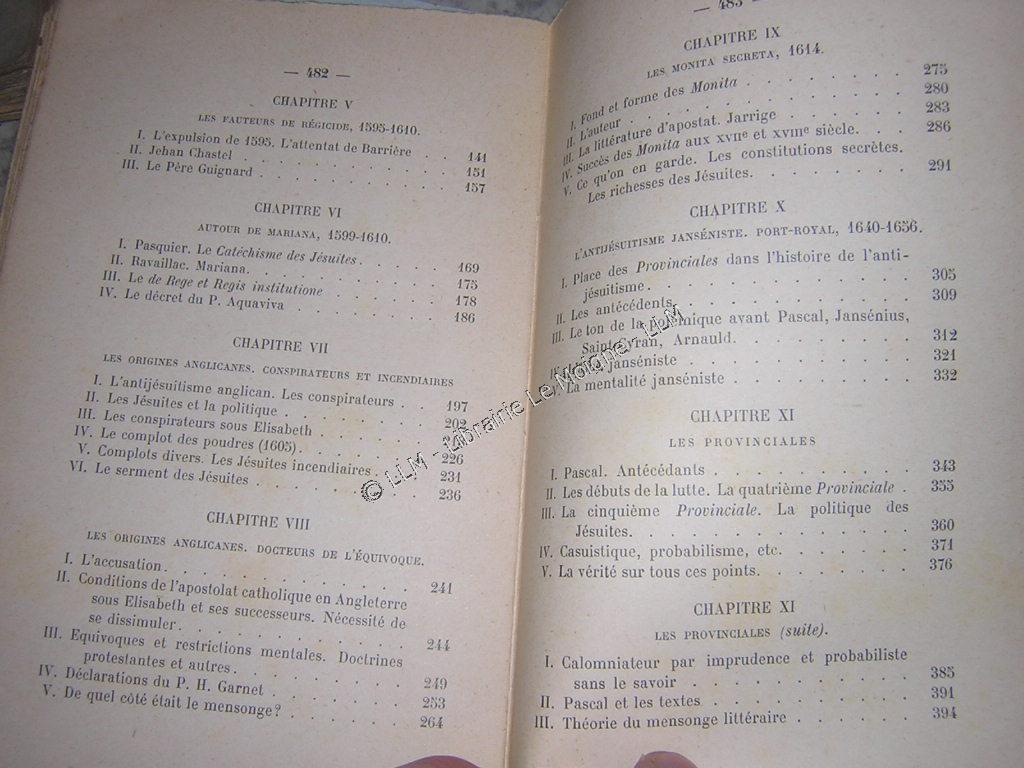 — 482 —
CHAPITRE V
LES FAUTEURS DE RÉGICIDE, 1595-1610.
I. L'expulsion de 1595. L'attentat de Barrière . . 141
II. Jehan Chastel . . . . . . . . . . 151
III. Le Père Guignard . . . . . . . . . 157
CHAPITRE VI
AUTOUR DE MARIANA, 1599-1610.
I. Pasquier. Le Catéchisme des Jésuites . . . . . 169
II. Ravaillac. Mariana. . . . . . . . . . 175
III. Le de Rege et Regis institutione . . . . . . 178
IV. Le décret du P. Aquaviva . . . . . . . 186
CHAPITRE VII
LES ORIGINES ANGLICANES. CONSPIRATEURS ET INCENDIAIRES
I. L'antijésuitisme anglican. Les conspirateurs . . 197
II. Les Jésuites et la politique . . . . . . . 202
III. Les conspirateurs sous Elisabeth . . . . . .
IV. Le complot des poudres (1605). . . . . . . 226
V. Complots divers. Les Jésuites incendiaires . . . 231
VI. Le serment des Jésuites . . . . . . . . 236
CHAPITRE VIII
LES ORIGINES ANGLICANES. DOCTEURS DE L'ÉQUIVOQUE.
I. L'accusation. . . . . . . . . . . 241
II. Conditions de l'apostolat catholique en Angleterre
sous Elisabeth et ses successeurs. Nécessité de
se dissimuler. . . . . . . . . . . 244
III. Equivoques et restrictions mentales. Doctrines
protestantes et autres. . . . . . . . . 249
IV. Déclarations du P. H. Garnet . . . . . . . 253
V. De quel côté était le mensonge? . . . . . . 264
— 483 —
CHAPITRE IX
LES MONITA SECRETA, 1614.
I. Fond et forme des Monita . . . . . . . 275
II. L'auteur . . . . . . . . . . . 280
III. La littérature d'apostat. Jarrige . . . . . . 283
IV. Succès des Monita aux XVIIe et XVIIIe siècle. . . 286
V. Ce qu'on en garde. Les constitutions secrètes.
Les richesses des Jésuites. . . . . . . . 291
CHAPITRE X
L'ANTIJÉSUITISME JANSÉNISTE. PORT-ROYAL, 1640-1656.
I. Place des Provinciales dans l'histoire de l'anti-
jésuitisme . . . . . . . . . . . 305
II. Les antécédents. . . . . . . . . . 309
III. Le ton de la polémique avant Pascal, Jansénius,
Saint-Cyran, Arnauld. . . . . . . . . 312
janséniste . . . . . . . . . 321
La mentalité janséniste . . . . . . . . 332
CHAPITRE XI
LES PROVINCIALES
I. Pascal. Antécédants . . . . . . . . . 343
II. Les débuts de la lutte. La quatrième Provinciale . 355
III. La cinquième Provinciale. La politique des
Jésuites. . . . . . . . . . . . 360
IV. Casuistique, probabilisme, etc. . . . . . . 371
V. La vérité sur tous ces points. . . . . . . 376
CHAPITRE XI
LES PROVINCIALES (suite).
I. Calomniateur par imprudence et probabiliste
sans le savoir . . . . . . . . . . 385
II. Pascal et les textes . . . . . . . . . 391
III. Théorie du mensonge littéraire . . . . . . 394
© LLM - Librairie Le Moigne - LLM